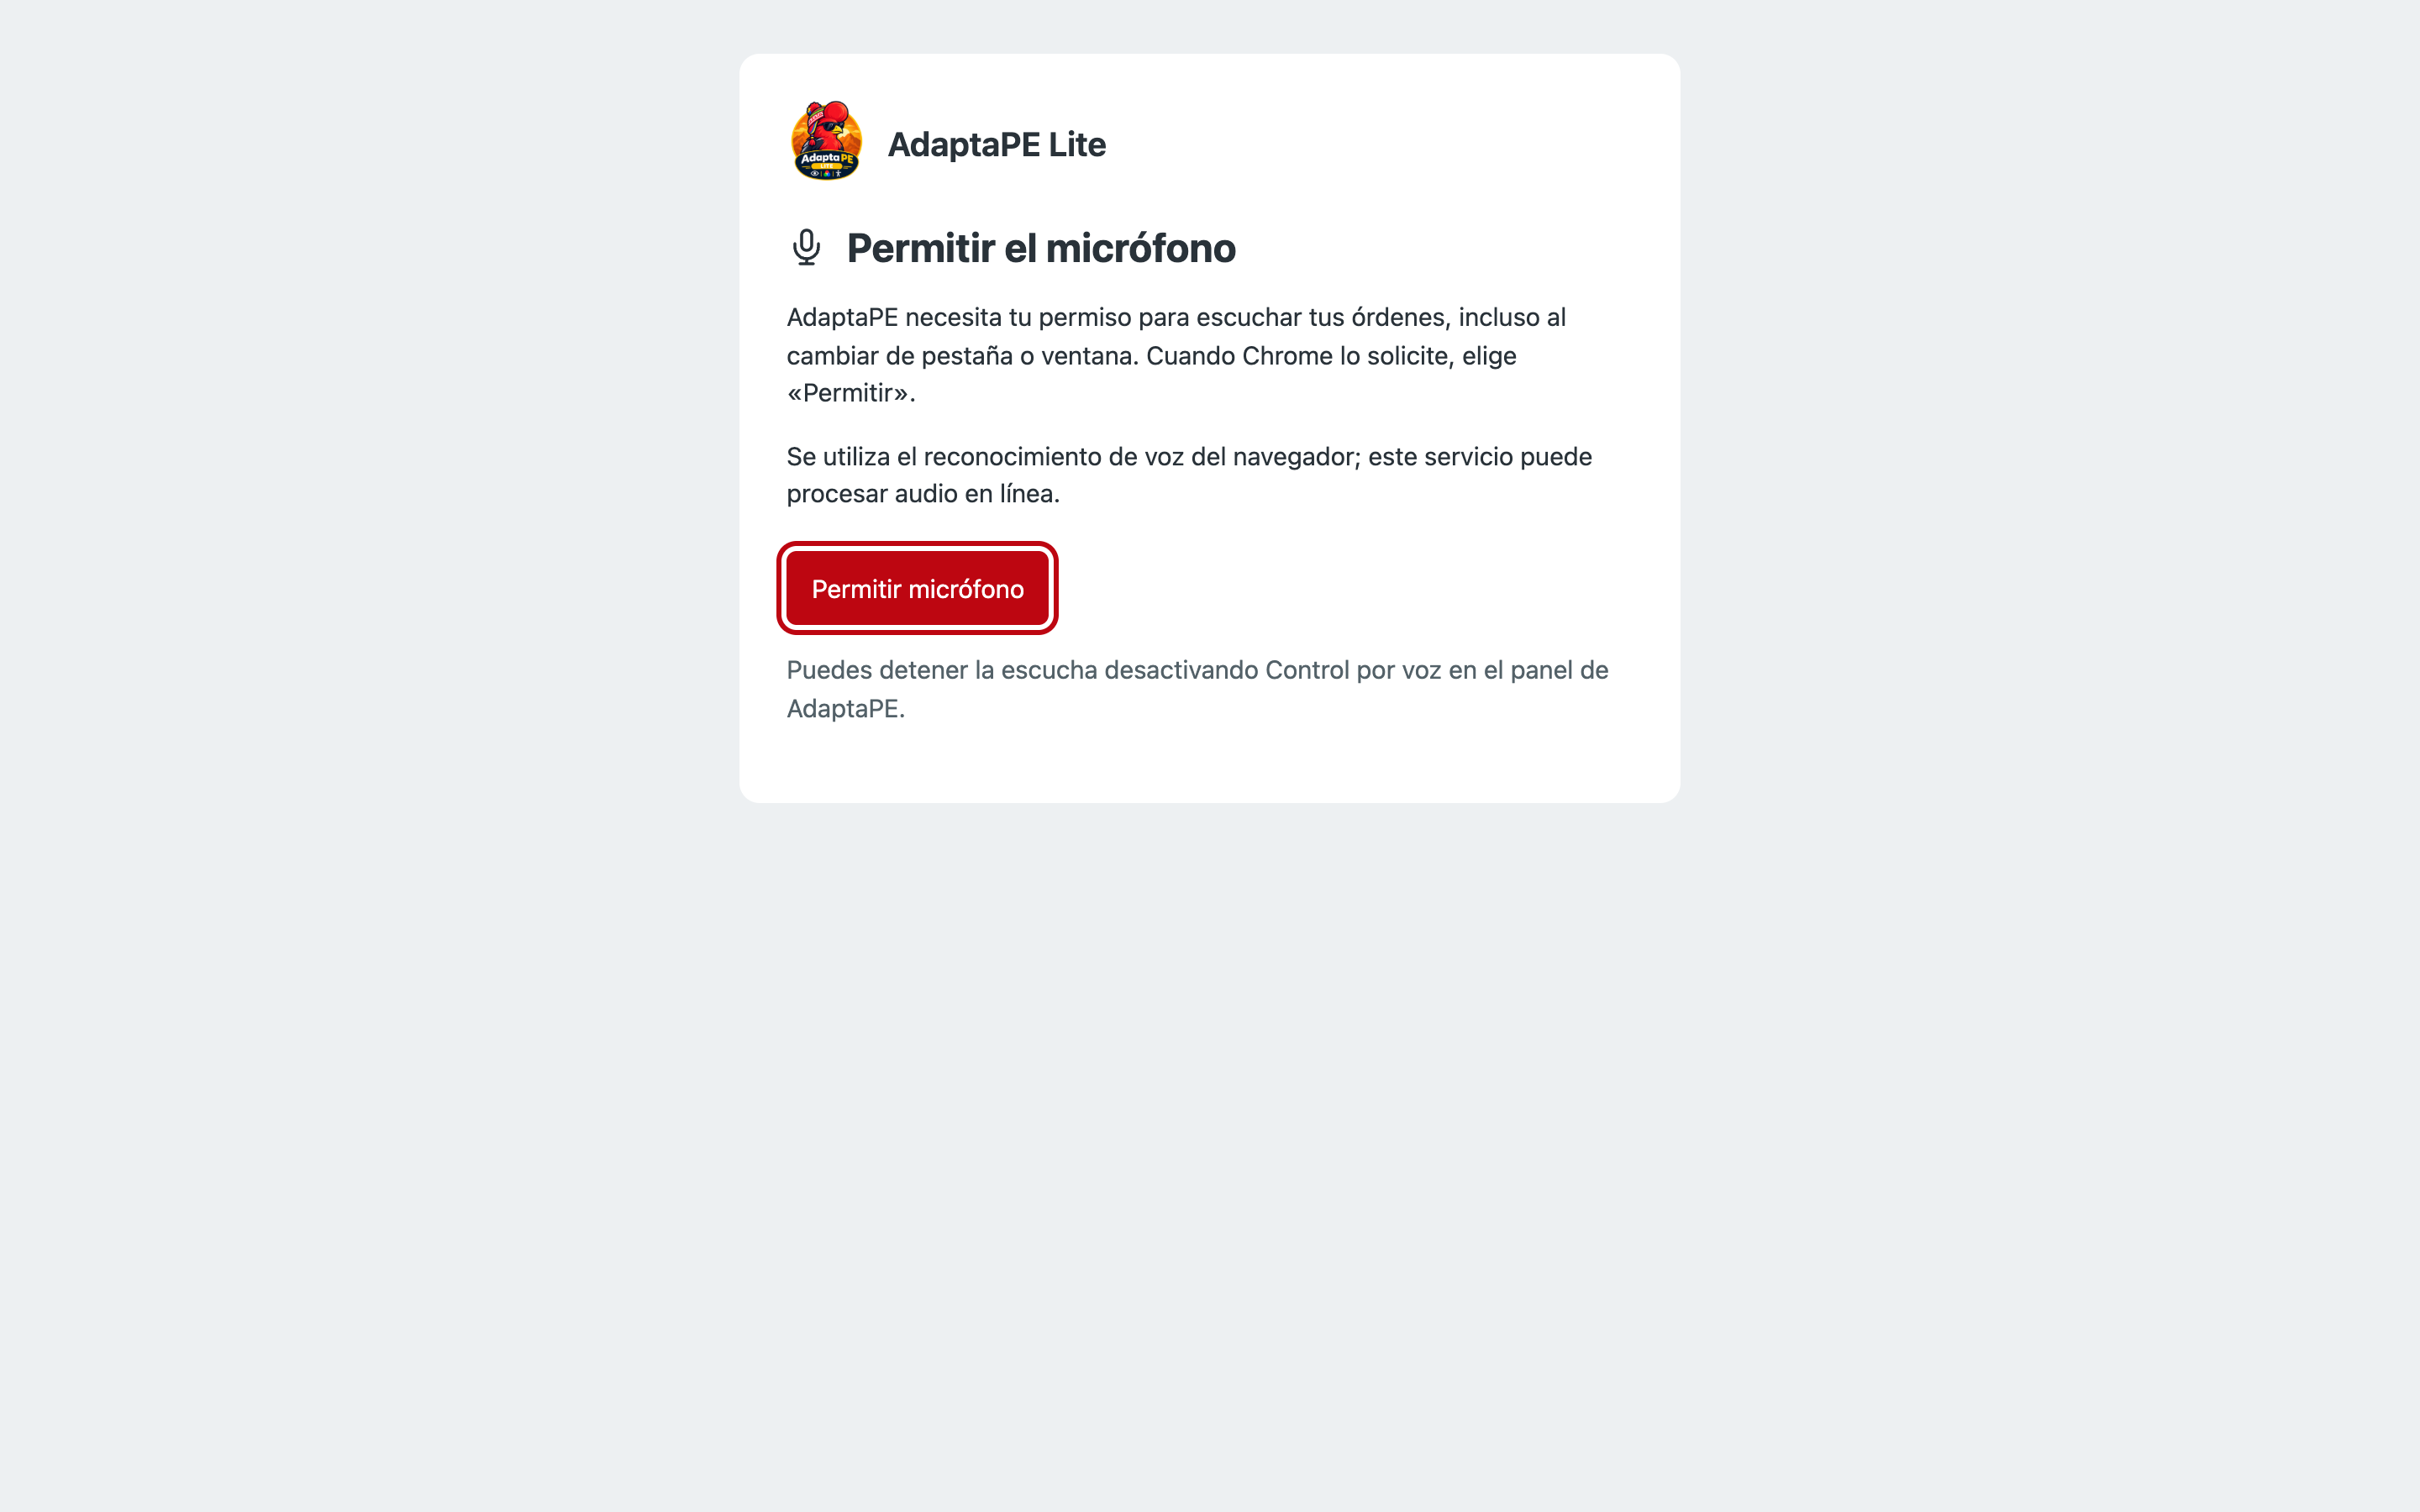 Adapta PE
AdaptaPE Lite
Permitir el micrófono
AdaptaPE necesita tu permiso para escuchar tus órdenes, incluso al
cambiar de pestaña o ventana. Cuando Chrome lo solicite, elige
«Permitir».
Se utiliza el reconocimiento de voz del navegador; este servicio puede
procesar audio en línea.
Permitir micrófono
Puedes detener la escucha desactivando Control por voz en el panel de
AdaptaPE.